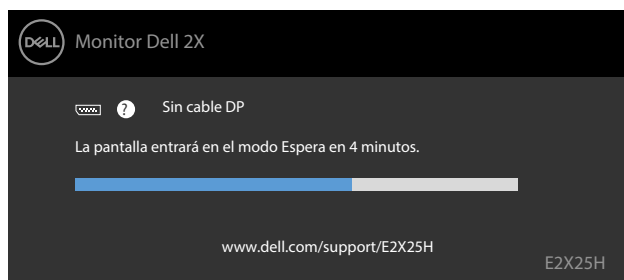 DELL Monitor Dell 2X
? Sin cable DP
La pantalla entrará en el modo Espera en 4 minutos.
www.dell.com/support/E2X25H
E2X25H